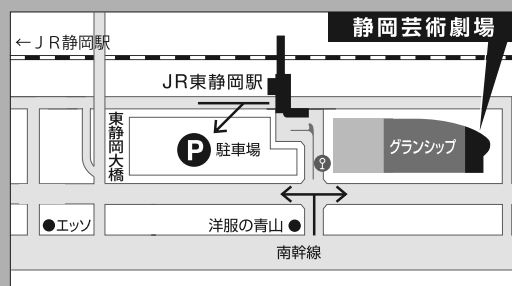 静岡芸術劇場
←ＪＲ静岡駅
JR東静岡駅
東静岡大橋
P 駐車場
グランシップ
●エッソ
洋服の青山●
南幹線